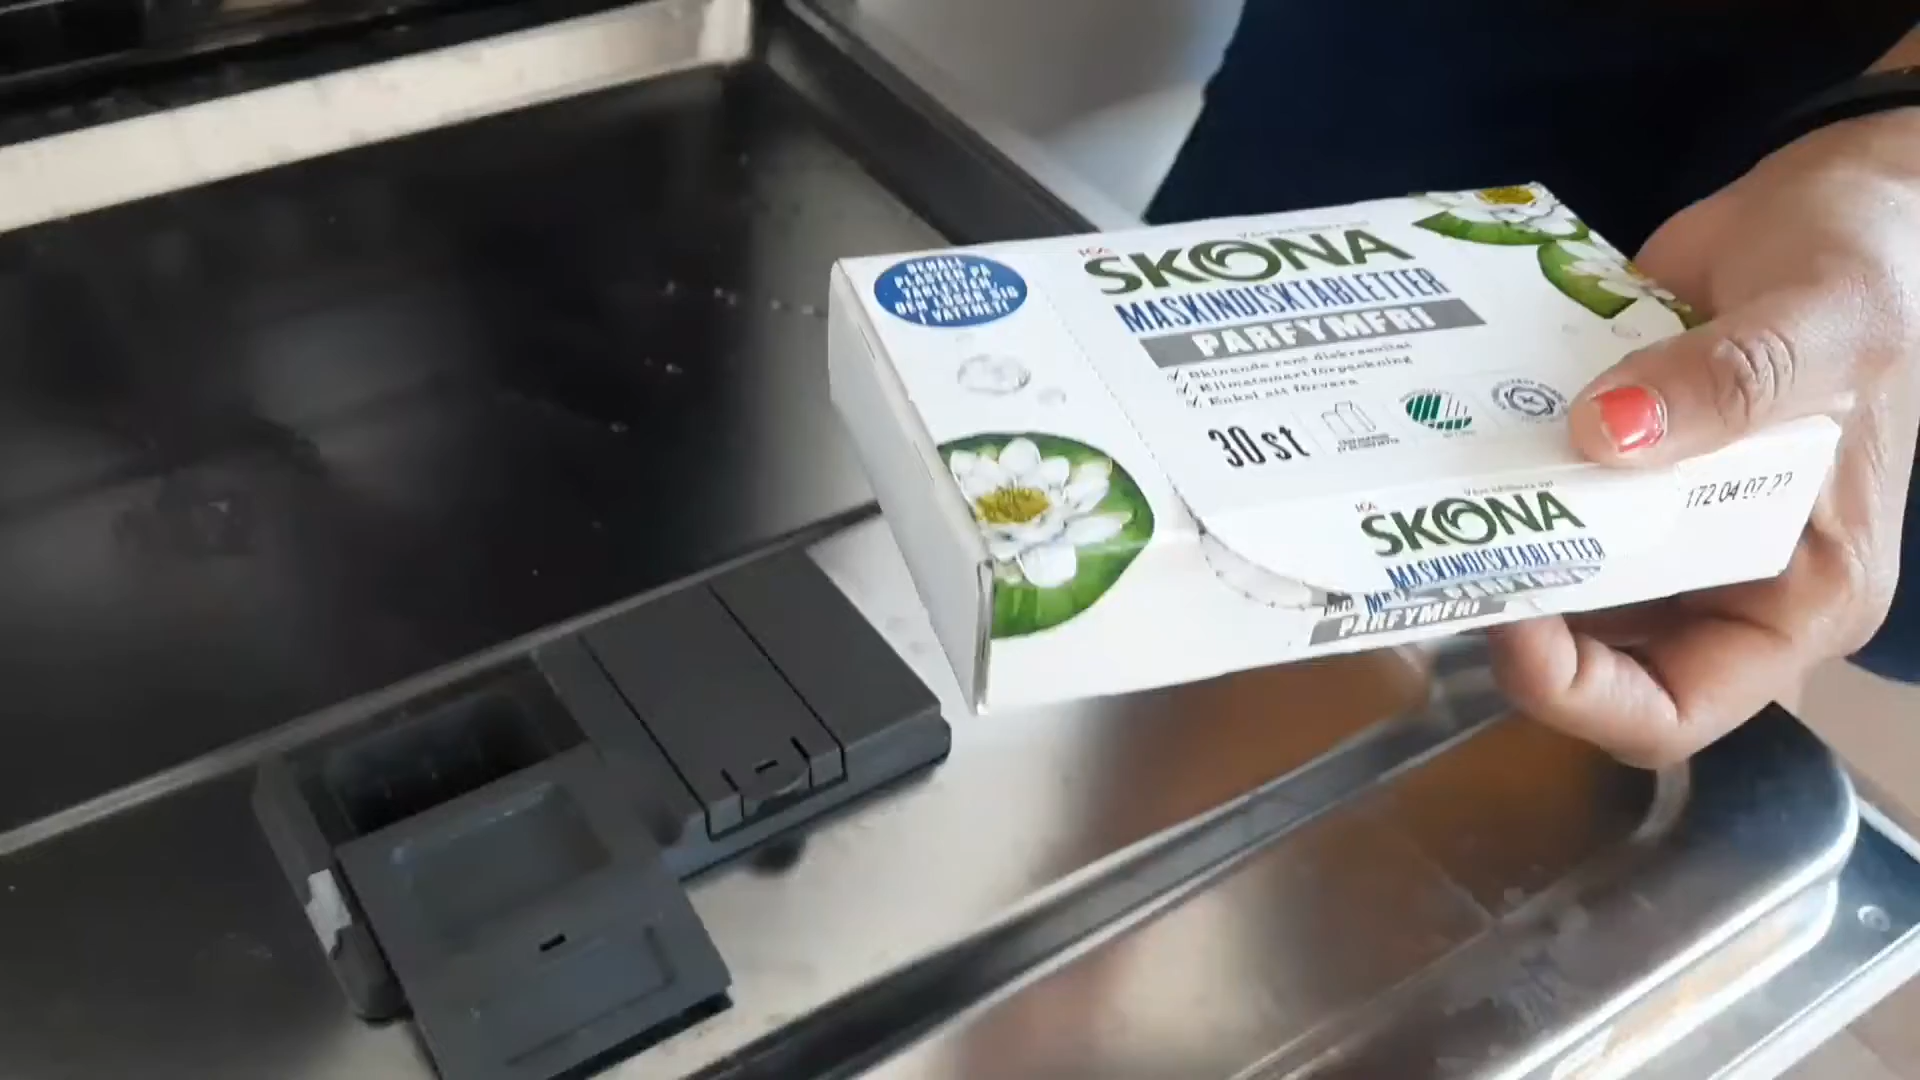 BEHÅLL
PLASTEN PÅ
TABLETTEN,
DEN LÖSER SIG
I VATTNET!
ICA
SKONA
MASKINDISKTABLETTER
PARFYMFRI
Skinande rent diskresultat
Klimatsmart förpackning
Enkel att förvara
30 st
172 04 07 22
ICA
SKONA
MASKINDISKTABLETTER
PARFYMFRI